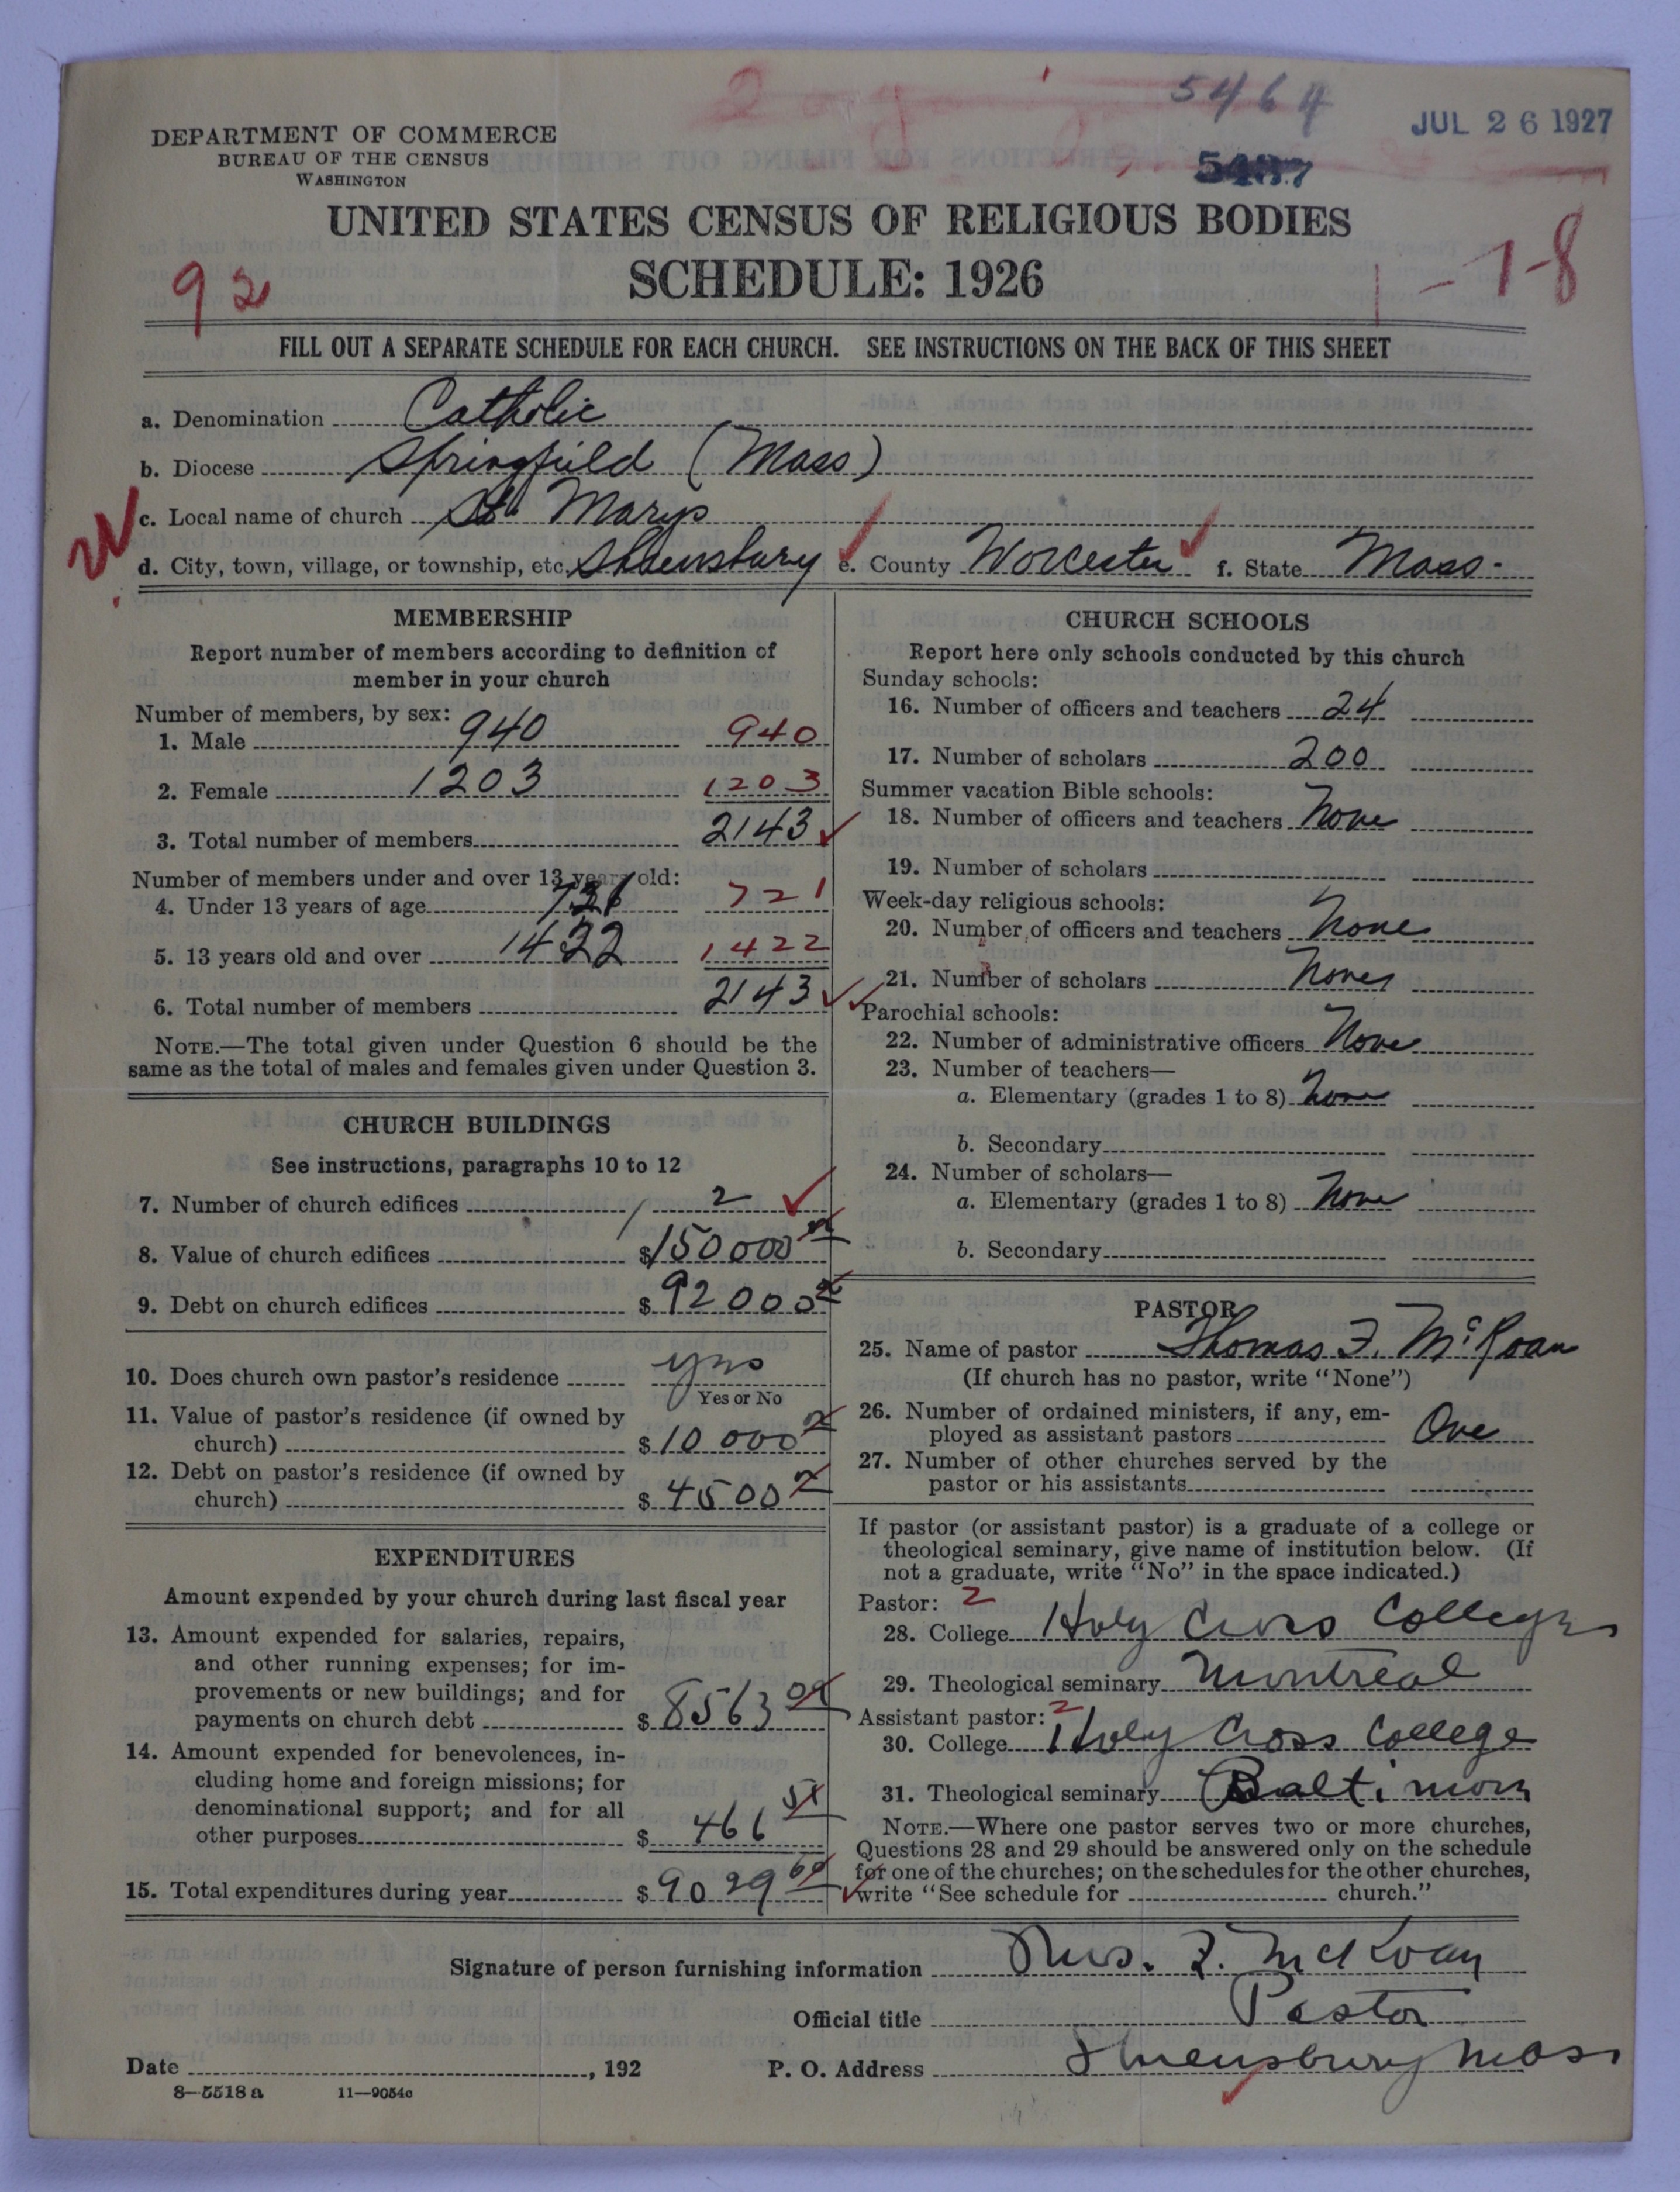 5464
JUL 26 1927
DEPARTMENT OF COMMERCE
BUREAU OF THE CENSUS
WASHINGTON
UNITED STATES CENSUS OF RELIGIOUS BODIES
SCHEDULE: 1926
92
1-78
FILL OUT A SEPARATE SCHEDULE FOR EACH CHURCH. SEE INSTRUCTIONS ON THE BACK OF THIS SHEET
a. Denomination Catholic
b. Diocese Springfield (Mass)
c. Local name of church St Marys
d. City, town, village, or township, etc. Shrewsbury e. County Worcester f. State Mass.
MEMBERSHIP
Report number of members according to definition of
member in your church
Number of members, by sex:
1. Male 940 940
2. Female 1203 1203
3. Total number of members 2143
Number of members under and over 13 years old:
4. Under 13 years of age 721 721
5. 13 years old and over 1422 1422
6. Total number of members 2143
NOTE.—The total given under Question 6 should be the
same as the total of males and females given under Question 3.
CHURCH BUILDINGS
See instructions, paragraphs 10 to 12
7. Number of church edifices 2
8. Value of church edifices $150000
9. Debt on church edifices $92000
10. Does church own pastor's residence yes
Yes or No
11. Value of pastor's residence (if owned by
church) $10000
12. Debt on pastor's residence (if owned by
church) $4500
EXPENDITURES
Amount expended by your church during last fiscal year
13. Amount expended for salaries, repairs,
and other running expenses; for im-
provements or new buildings; and for
payments on church debt $8563 09
14. Amount expended for benevolences, in-
cluding home and foreign missions; for
denominational support; and for all
other purposes $466 51
15. Total expenditures during year $9029 60
CHURCH SCHOOLS
Report here only schools conducted by this church
Sunday schools:
16. Number of officers and teachers 24
17. Number of scholars 200
Summer vacation Bible schools:
18. Number of officers and teachers None
19. Number of scholars
Week-day religious schools:
20. Number of officers and teachers None
21. Number of scholars None
Parochial schools:
22. Number of administrative officers None
23. Number of teachers—
a. Elementary (grades 1 to 8) None
b. Secondary
24. Number of scholars—
a. Elementary (grades 1 to 8) None
b. Secondary
PASTOR
25. Name of pastor Thomas F. McKoan
(If church has no pastor, write "None")
26. Number of ordained ministers, if any, em-
ployed as assistant pastors One
27. Number of other churches served by the
pastor or his assistants
If pastor (or assistant pastor) is a graduate of a college or
theological seminary, give name of institution below. (If
not a graduate, write "No" in the space indicated.)
Pastor: 2
28. College Holy Cross College
29. Theological seminary Montreal
Assistant pastor: 2
30. College Holy Cross College
31. Theological seminary Baltimore
NOTE.—Where one pastor serves two or more churches,
Questions 28 and 29 should be answered only on the schedule
for one of the churches; on the schedules for the other churches,
write "See schedule for church."
Signature of person furnishing information Thos. F. McKoan
Official title Pastor
Date , 192 P. O. Address Shrewsbury Mass
8—5518 a 11—9054c